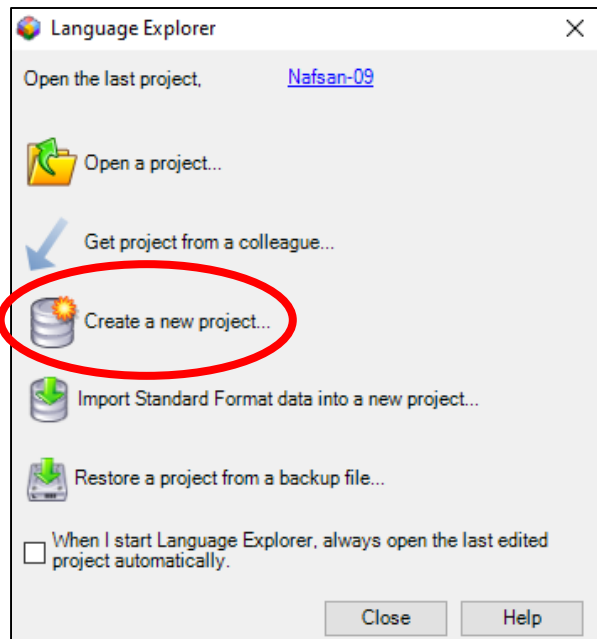 Language Explorer
Open the last project, Nafsan-09
Open a project...
Get project from a colleague...
Create a new project...
Import Standard Format data into a new project...
Restore a project from a backup file...
When I start Language Explorer, always open the last edited
project automatically.
Close Help